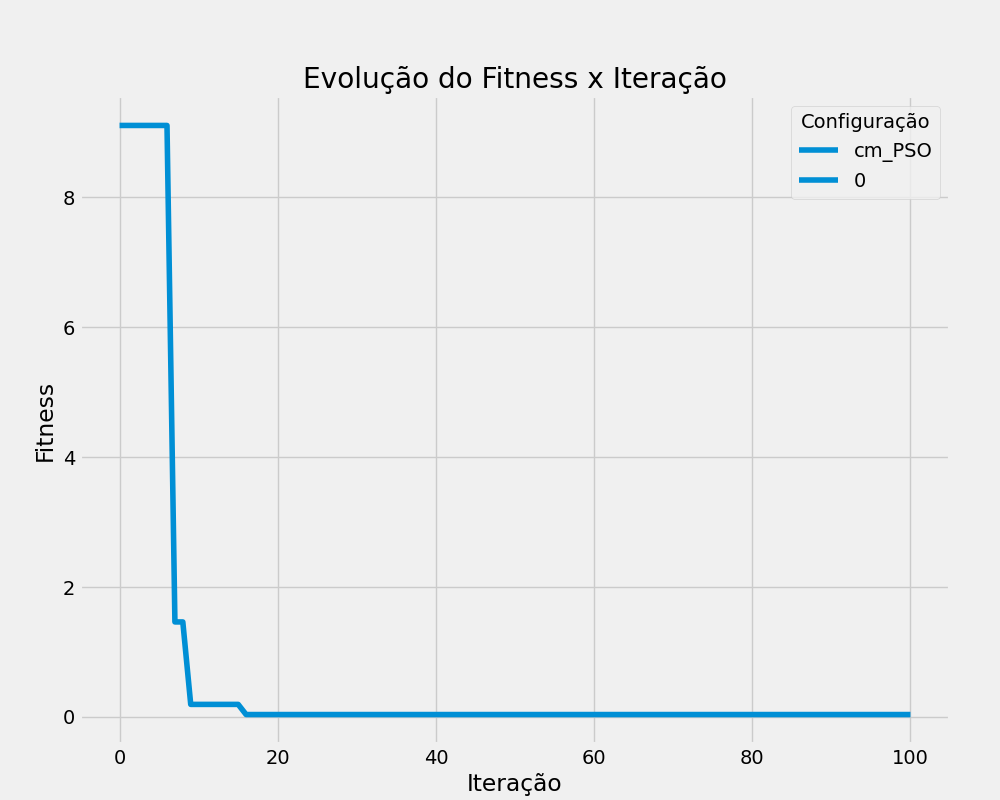 Evolução do Fitness x Iteração
Configuração
cm_PSO
0
Fitness
8
6
4
2
0
0 20 40 60 80 100
Iteração